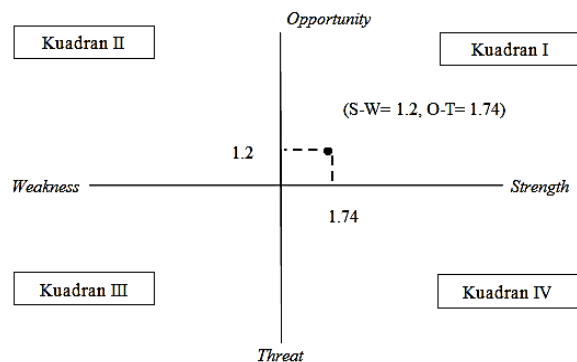 Opportunity
Kuadran II
Kuadran I
(S-W= 1.2, O-T= 1.74)
1.2
Weakness
Strength
1.74
Kuadran III
Kuadran IV
Threat